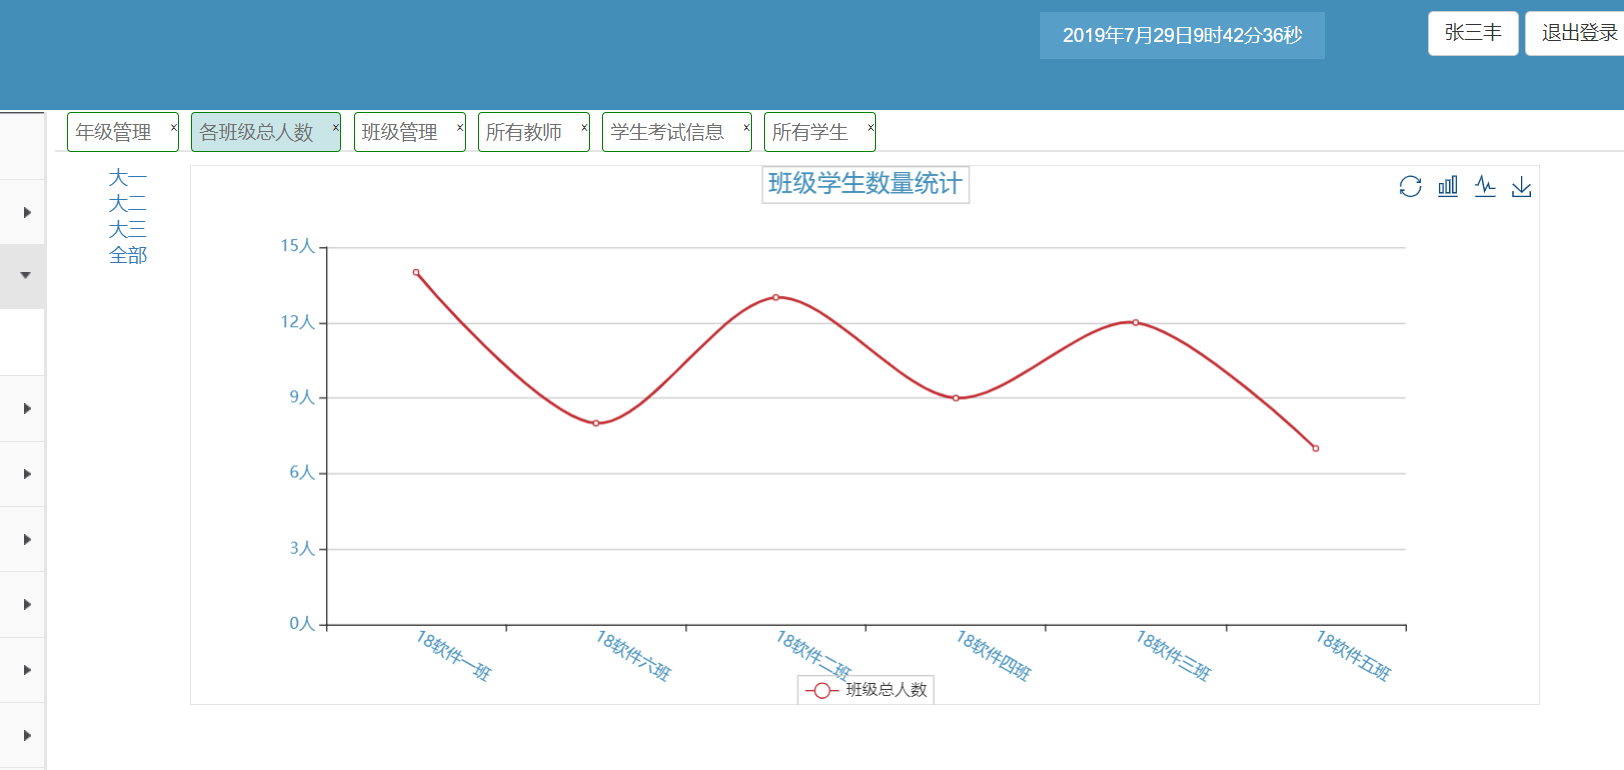 2019年7月29日9时42分36秒
张三丰
退出登录
年级管理 x
各班级总人数 x
班级管理 x
所有教师 x
学生考试信息 x
所有学生 x
大一
大二
大三
全部
班级学生数量统计
15人
12人
9人
6人
3人
0人
18软件一班
18软件六班
18软件二班
18软件四班
18软件三班
18软件五班
班级总人数